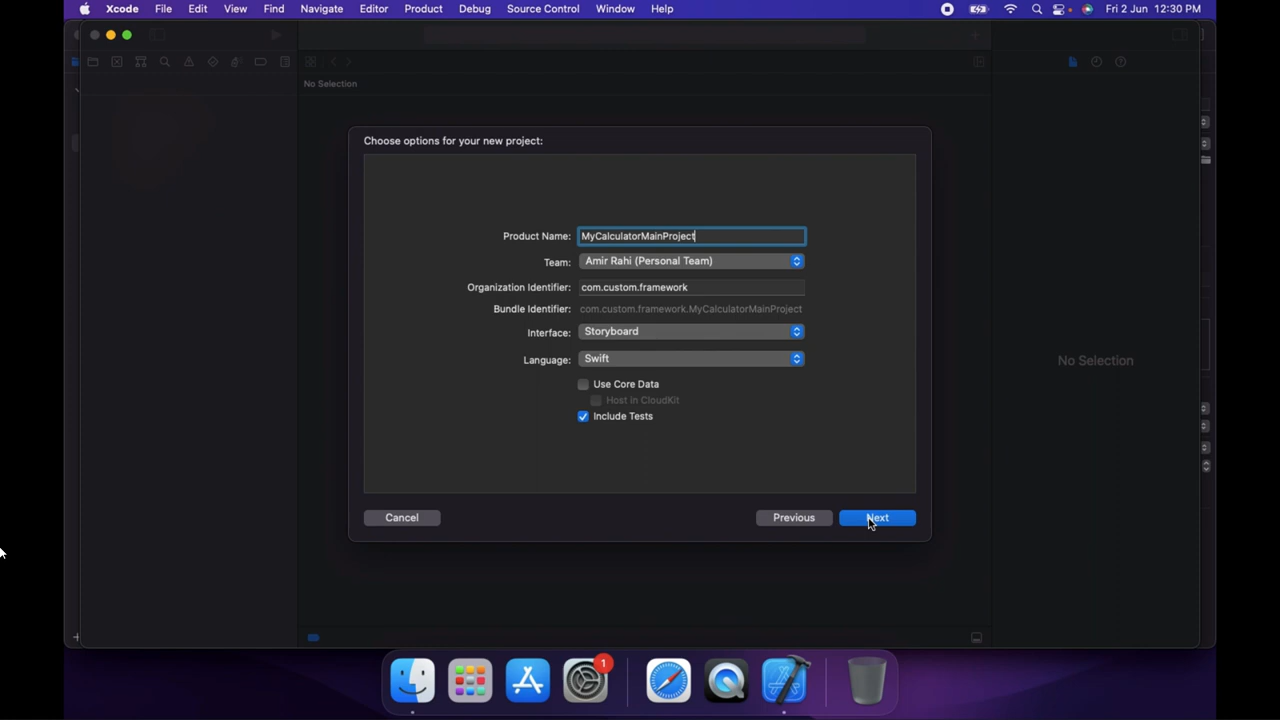 Xcode File Edit View Find Navigate Editor Product Debug Source Control Window Help Fri 2 Jun 12:30 PM
No Selection
Choose options for your new project:
Product Name: MyCalculatorMainProject
Team: Amir Rahi (Personal Team)
Organization Identifier: com.custom.framework
Bundle Identifier: com.custom.framework.MyCalculatorMainProject
Interface: Storyboard
Language: Swift
Use Core Data
Host in CloudKit
Include Tests
No Selection
Cancel Previous Next
1